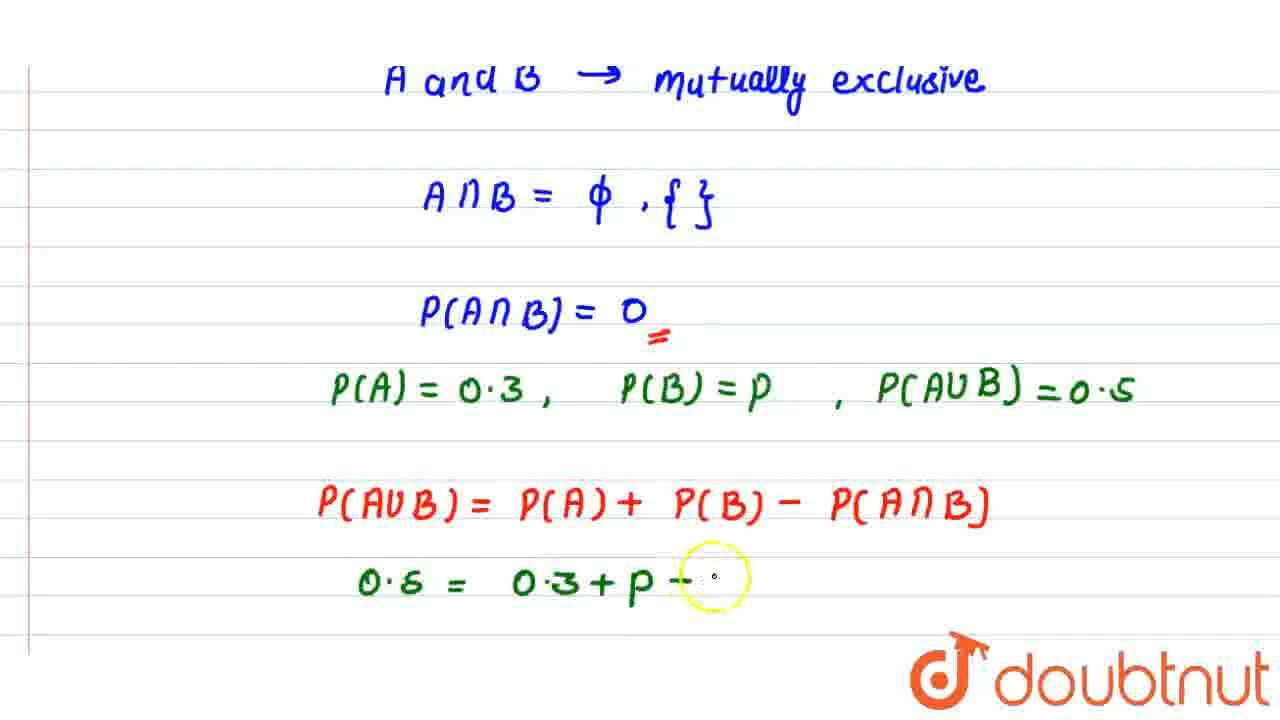 A and B → mutually exclusive
A∩B = ϕ , { }
P(A∩B) = 0
P(A) = 0.3 , P(B) = p , P(A∪B) = 0.5
P(A∪B) = P(A) + P(B) - P(A∩B)
0.5 = 0.3 + p -
doubtnut